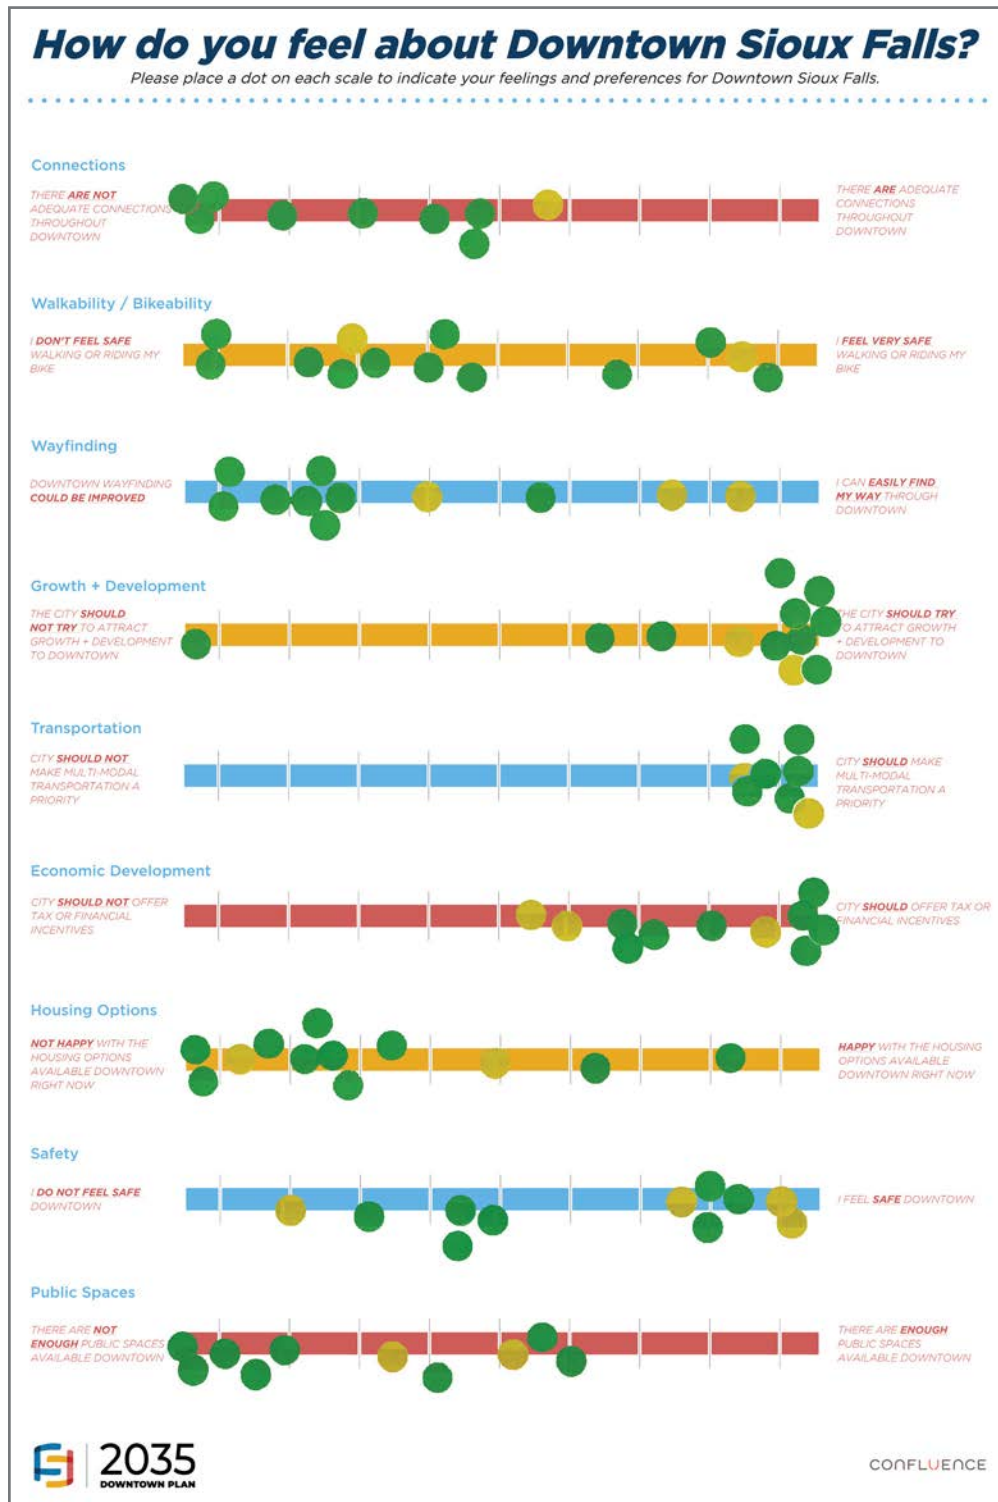 How do you feel about Downtown Sioux Falls?
Please place a dot on each scale to indicate your feelings and preferences for Downtown Sioux Falls.
Connections
THERE ARE NOT
ADEQUATE CONNECTIONS
THROUGHOUT
DOWNTOWN
THERE ARE ADEQUATE
CONNECTIONS
THROUGHOUT
DOWNTOWN
Walkability / Bikeability
I DON'T FEEL SAFE
WALKING OR RIDING MY
BIKE
I FEEL VERY SAFE
WALKING OR RIDING MY
BIKE
Wayfinding
DOWNTOWN WAYFINDING
COULD BE IMPROVED
I CAN EASILY FIND
MY WAY THROUGH
DOWNTOWN
Growth + Development
THE CITY SHOULD
NOT TRY TO ATTRACT
GROWTH + DEVELOPMENT
TO DOWNTOWN
THE CITY SHOULD TRY
TO ATTRACT GROWTH
+ DEVELOPMENT TO
DOWNTOWN
Transportation
CITY SHOULD NOT
MAKE MULTI-MODAL
TRANSPORTATION A
PRIORITY
CITY SHOULD MAKE
MULTI-MODAL
TRANSPORTATION A
PRIORITY
Economic Development
CITY SHOULD NOT OFFER
TAX OR FINANCIAL
INCENTIVES
CITY SHOULD OFFER TAX OR
FINANCIAL INCENTIVES
Housing Options
NOT HAPPY WITH THE
HOUSING OPTIONS
AVAILABLE DOWNTOWN
RIGHT NOW
HAPPY WITH THE HOUSING
OPTIONS AVAILABLE
DOWNTOWN RIGHT NOW
Safety
I DO NOT FEEL SAFE
DOWNTOWN
I FEEL SAFE DOWNTOWN
Public Spaces
THERE ARE NOT
ENOUGH PUBLIC SPACES
AVAILABLE DOWNTOWN
THERE ARE ENOUGH
PUBLIC SPACES
AVAILABLE DOWNTOWN
2035
DOWNTOWN PLAN
CONFLUENCE